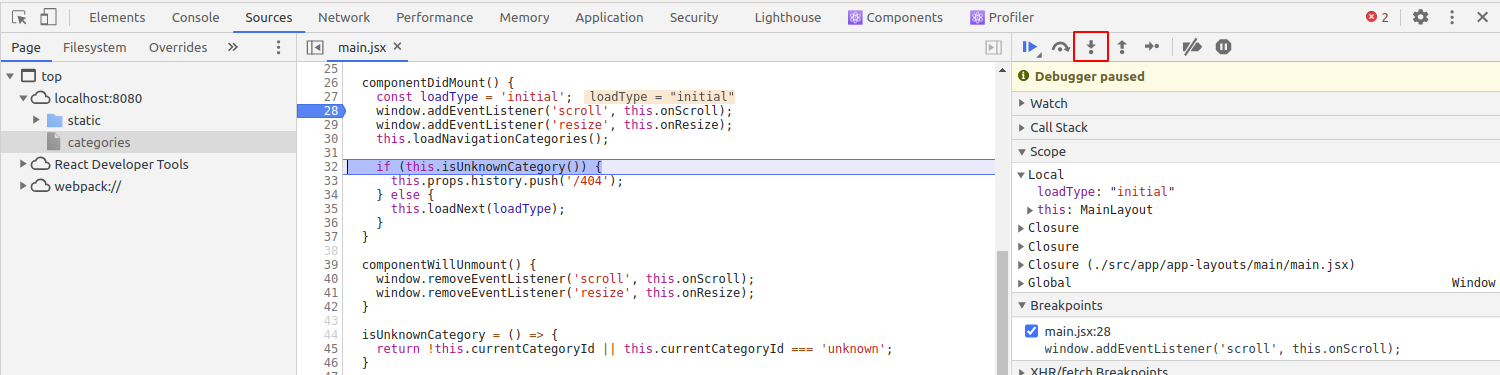 Elements Console Sources Network Performance Memory Application Security Lighthouse Components Profiler 2
Page Filesystem Overrides »
top
localhost:8080
static
categories
React Developer Tools
webpack://
main.jsx
25
26 componentDidMount() {
27 const loadType = 'initial'; loadType = "initial"
28 window.addEventListener('scroll', this.onScroll);
29 window.addEventListener('resize', this.onResize);
30 this.loadNavigationCategories();
31
32 if (this.isUnknownCategory()) {
33 this.props.history.push('/404');
34 } else {
35 this.loadNext(loadType);
36 }
37 }
38
39 componentWillUnmount() {
40 window.removeEventListener('scroll', this.onScroll);
41 window.removeEventListener('resize', this.onResize);
42 }
43
44 isUnknownCategory = () => {
45 return !this.currentCategoryId || this.currentCategoryId === 'unknown';
46 }
47
Debugger paused
Watch
Call Stack
Scope
Local
loadType: "initial"
this: MainLayout
Closure
Closure
Closure (./src/app/app-layouts/main/main.jsx)
Global Window
Breakpoints
main.jsx:28
window.addEventListener('scroll', this.onScroll);
XHR/fetch Breakpoints